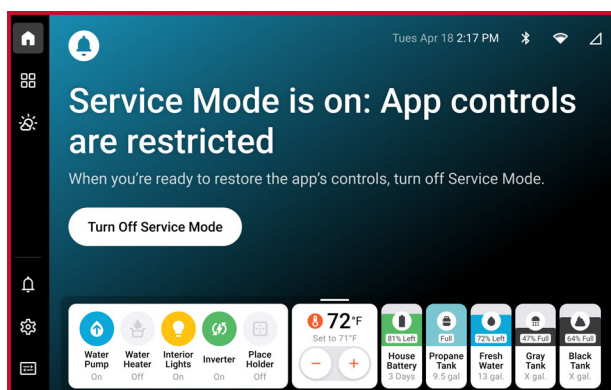 Tues Apr 18 2:17 PM
Service Mode is on: App controls
are restricted
When you're ready to restore the app's controls, turn off Service Mode.
Turn Off Service Mode
Water Pump
On
Water Heater
Off
Interior Lights
On
Inverter
On
Place Holder
Off
72°F
Set to 71°F
81% Left
House Battery
3 Days
Full
Propane Tank
9.5 gal
72% Left
Fresh Water
13 gal.
47% Full
Gray Tank
X gal.
64% Full
Black Tank
X gal.